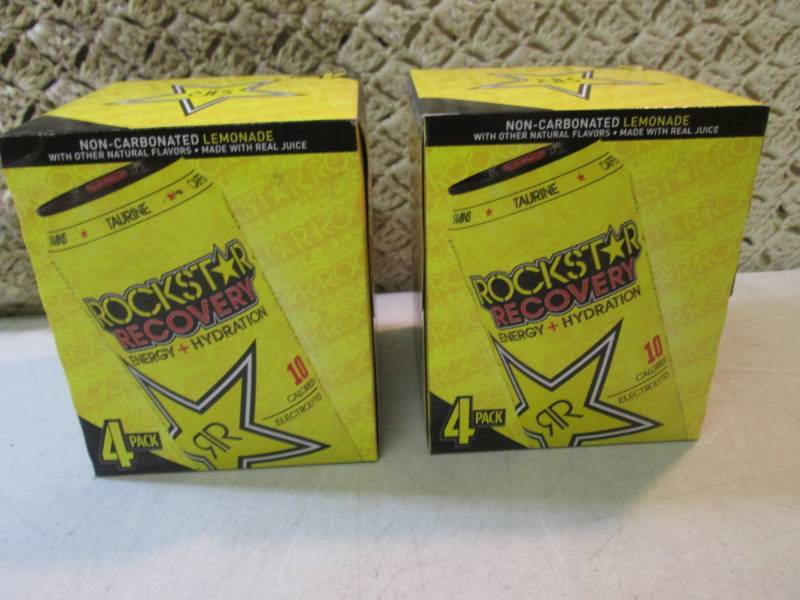 NON-CARBONATED LEMONADE
WITH OTHER NATURAL FLAVORS • MADE WITH REAL JUICE
TAURINE
ROCKSTAR
RECOVERY
ENERGY + HYDRATION
10
CALORIES
ELECTROLYTES
RR
4 PACK
NON-CARBONATED LEMONADE
WITH OTHER NATURAL FLAVORS • MADE WITH REAL JUICE
TAURINE
ROCKSTAR
RECOVERY
ENERGY + HYDRATION
10
CALORIES
ELECTROLYTES
RR
4 PACK